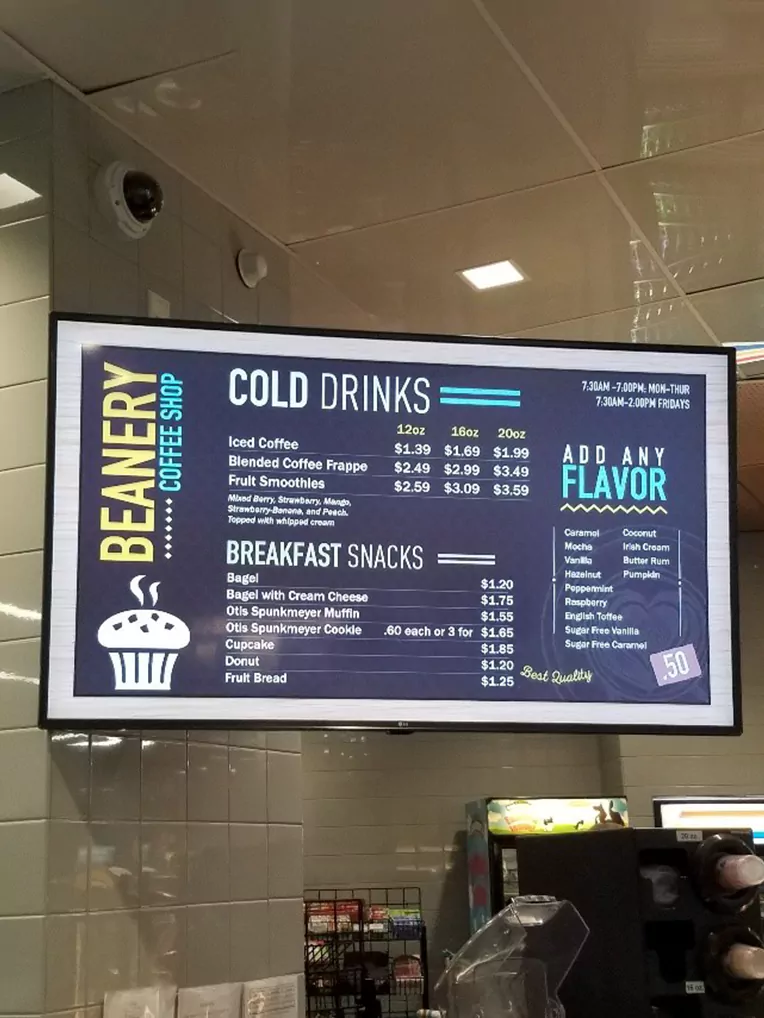 BEANERY
COFFEE SHOP
COLD DRINKS
7.30AM -7.00PM: MON-THUR
7.30AM-2.00PM FRIDAYS
12oz 16oz 20oz
Iced Coffee $1.39 $1.69 $1.99
Blended Coffee Frappe $2.49 $2.99 $3.49
Fruit Smoothies $2.59 $3.09 $3.59
Mixed Berry, Strawberry, Mango,
Strawberry-Banana, and Peach.
Topped with whipped cream
BREAKFAST SNACKS
Bagel $1.20
Bagel with Cream Cheese $1.75
Otis Spunkmeyer Muffin $1.55
Otis Spunkmeyer Cookie .60 each or 3 for $1.65
Cupcake $1.85
Donut $1.20
Fruit Bread $1.25
Best Quality
ADD ANY
FLAVOR
Caramel Coconut
Mocha Irish Cream
Vanilla Butter Rum
Hazelnut Pumpkin
Peppermint
Raspberry
English Toffee
Sugar Free Vanilla
Sugar Free Caramel
.50
LG
20 oz
16 oz